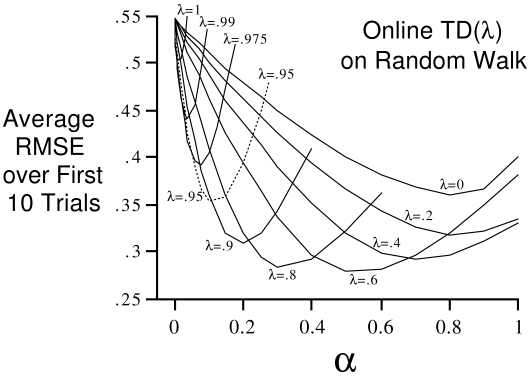 Online TD(λ)
on Random Walk
Average
RMSE
over First
10 Trials
.55
.5
.45
.4
.35
.3
.25
0
0.2
0.4
0.6
0.8
1
α
λ=1
λ=.99
λ=.975
λ=.95
λ=.95
λ=.9
λ=.8
λ=.6
λ=.4
λ=.2
λ=0